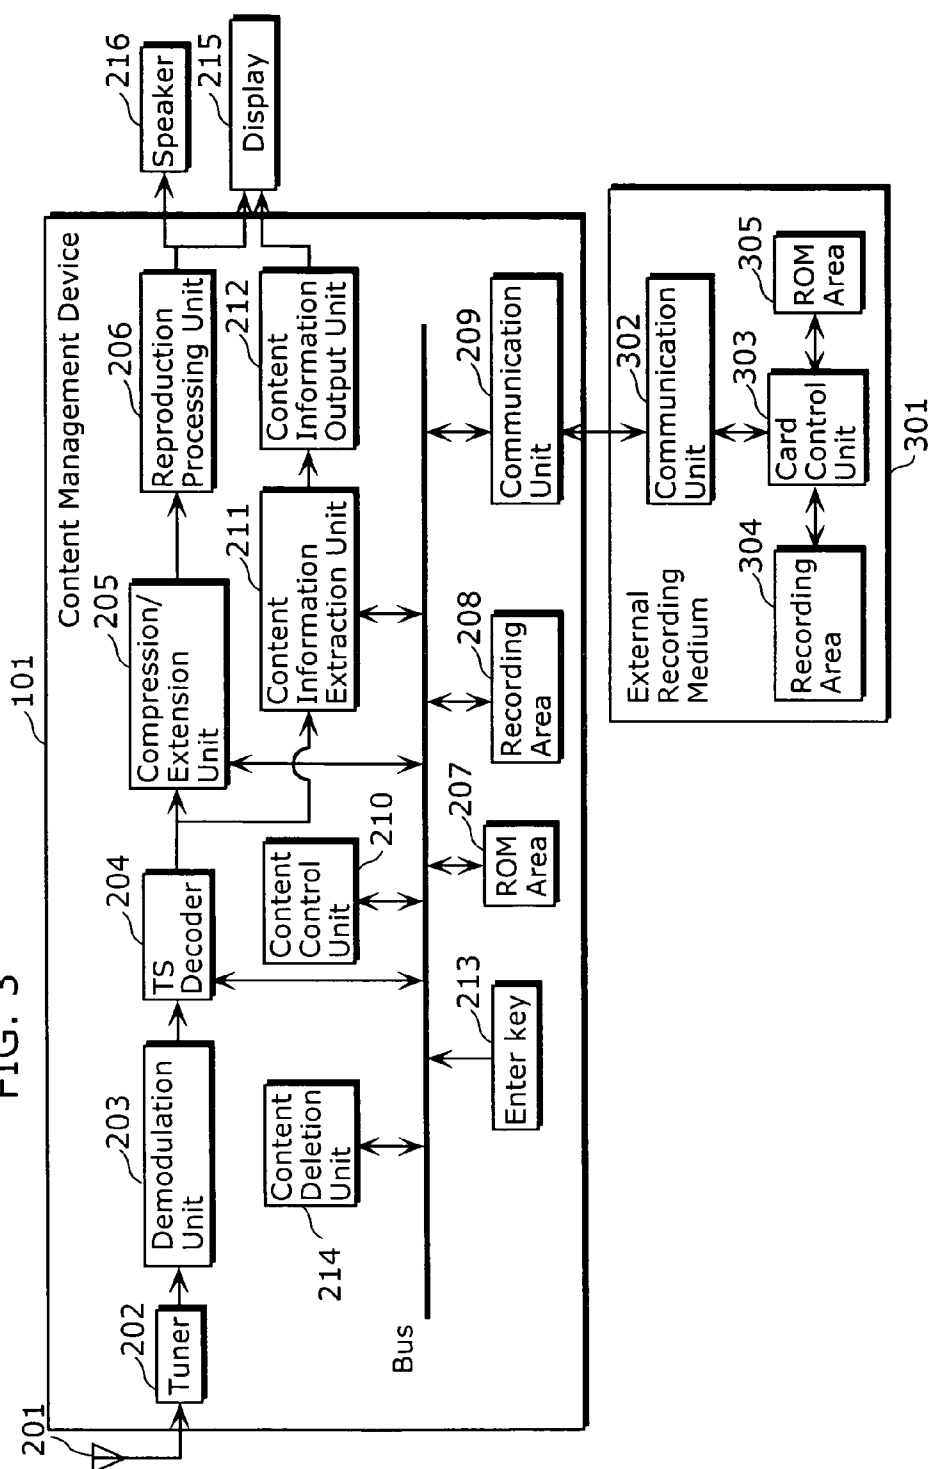 FIG.
101
201
Content Management Device
202
Tuner
203
Demodulation
Unit
204
TS
Decoder
205
Compression/
Extension
Unit
206
Reproduction
Processing Unit
216
Speaker
215
Display
214
Content
Deletion
Unit
210
Content
Control
Unit
211
Content
Information
Extraction Unit
212
Content
Information
Output Unit
Bus
213
Enter key
207
ROM
Area
208
Recording
Area
209
Communication
Unit
External
Recording
Medium
302
Communication
Unit
304
Recording
Area
303
Card
Control
Unit
305
ROM
Area
301